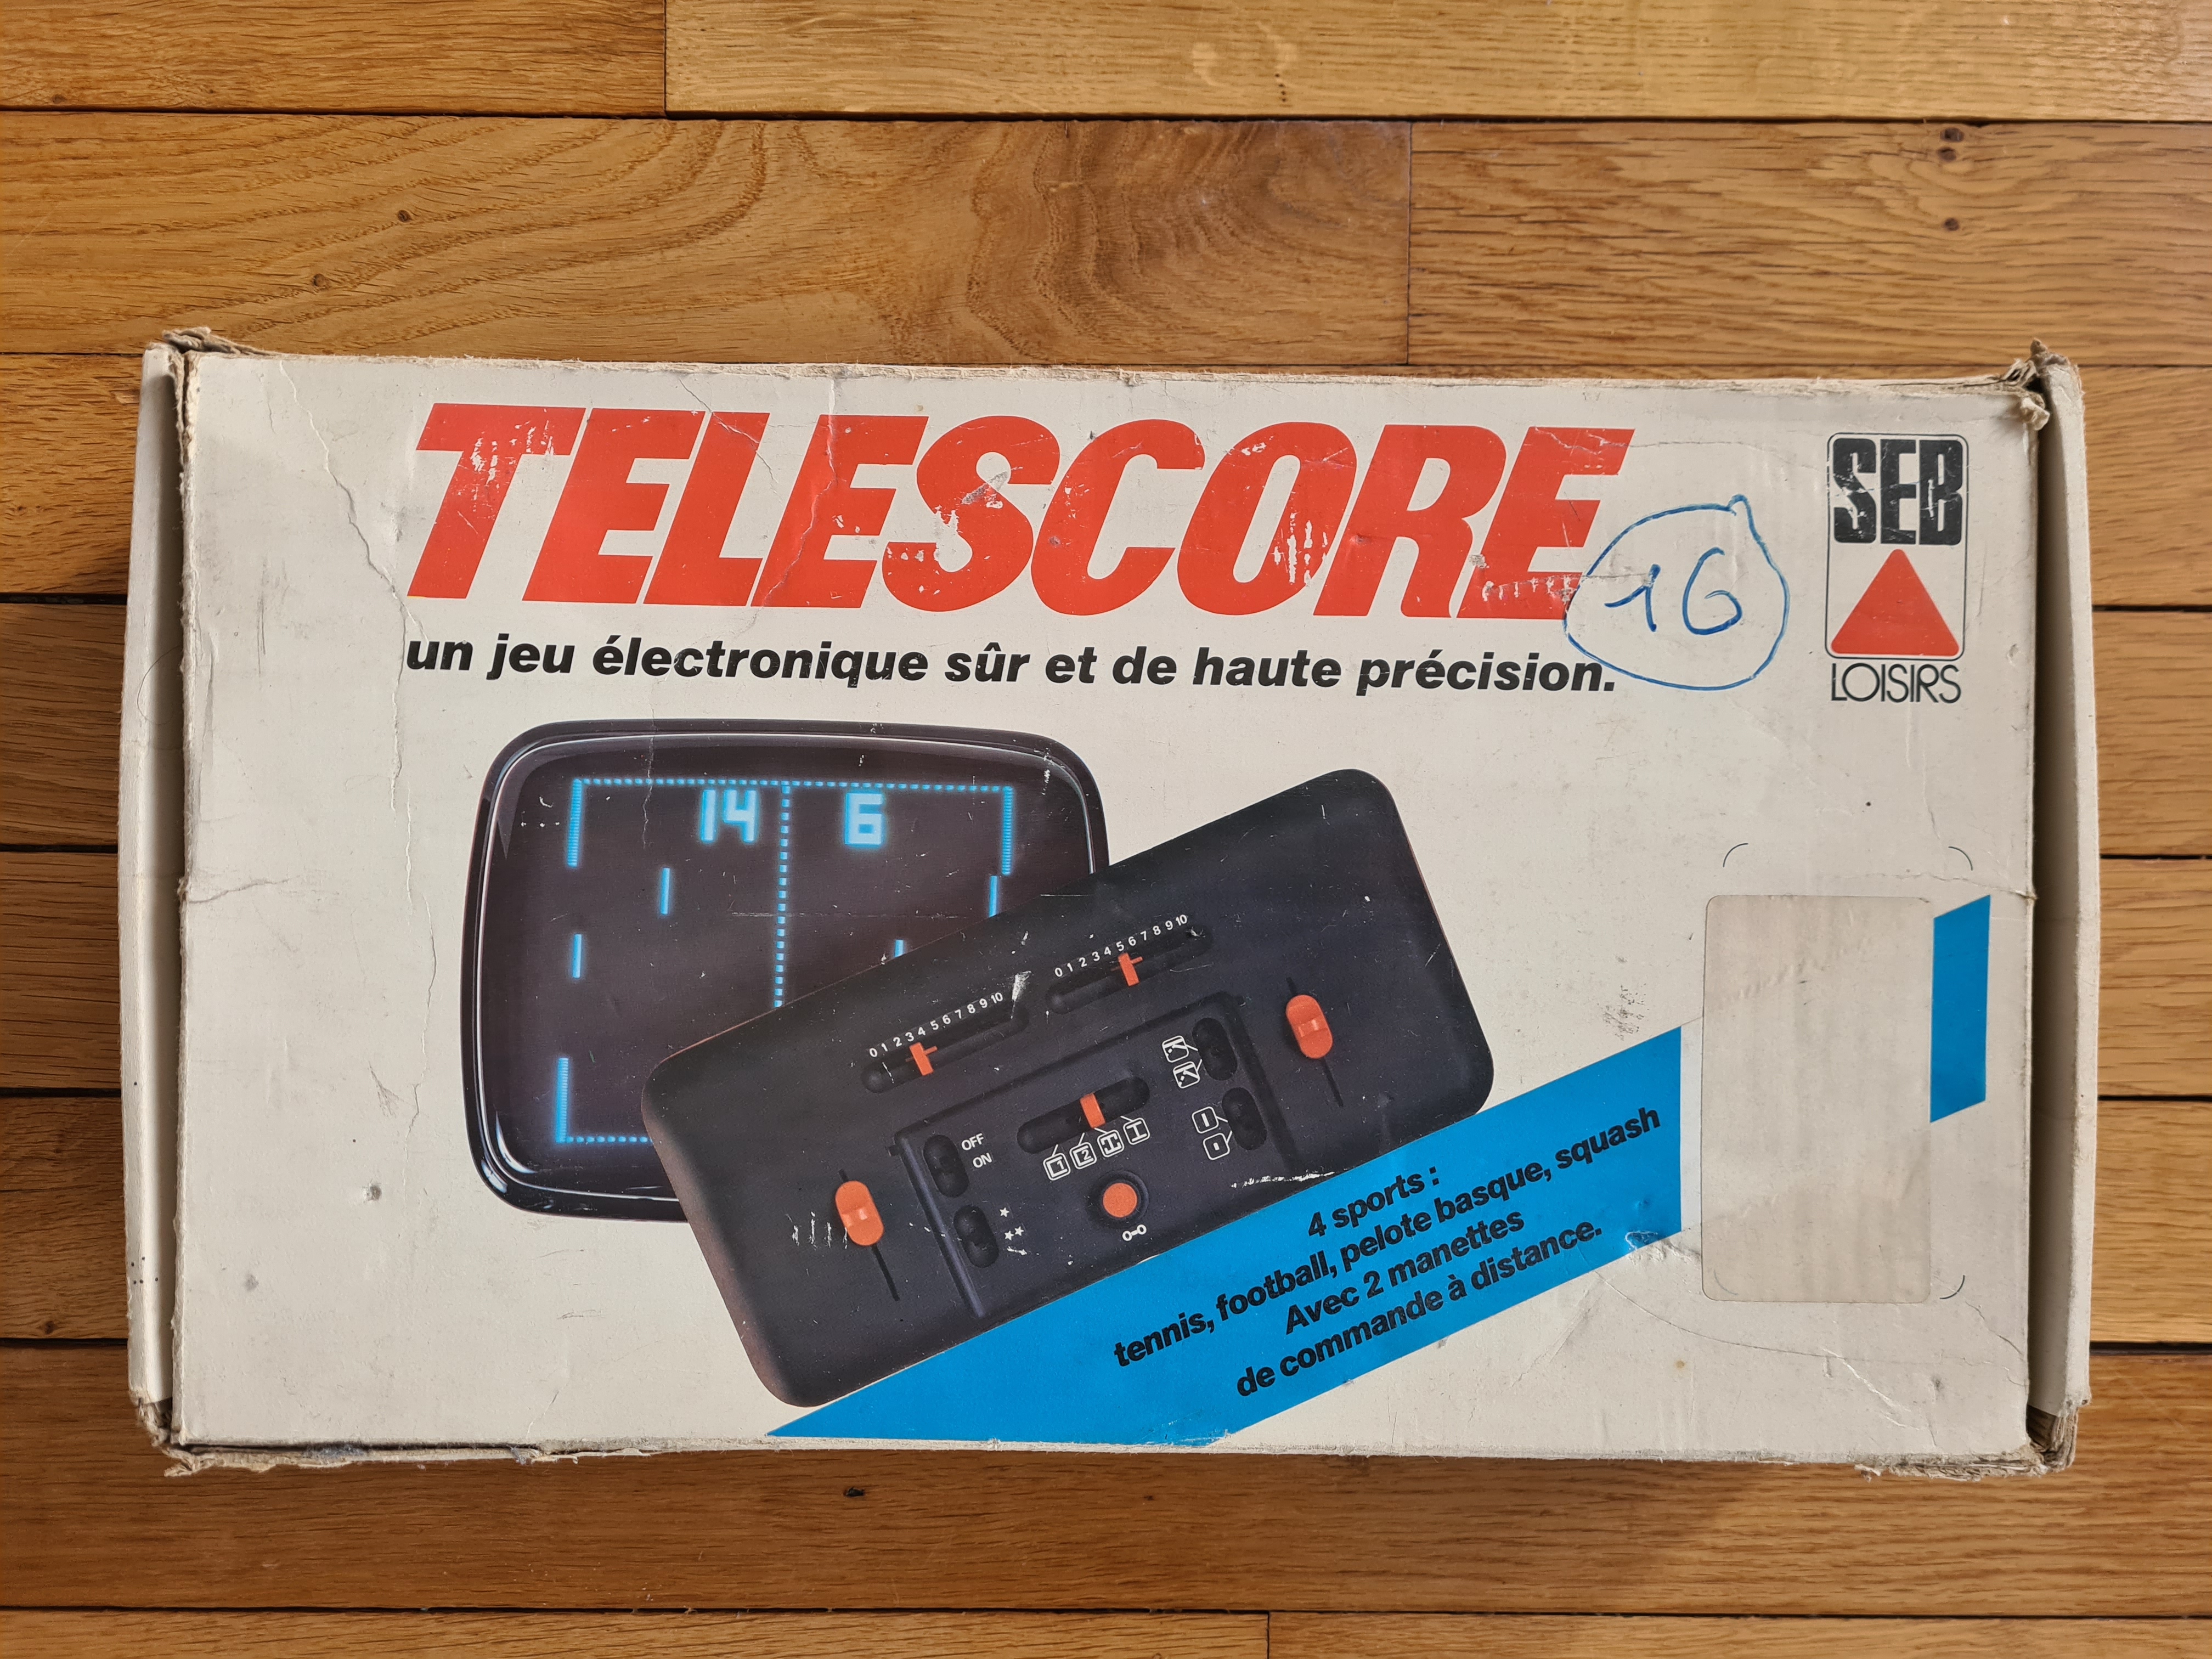 TELESCORE
SEB
LOISIRS
16
un jeu électronique sûr et de haute précision.
14 6
0 1 2 3 4 5 6 7 8 9 10
0 1 2 3 4 5 6 7 8 9 10
OFF
ON
1 2
4 sports :
tennis, football, pelote basque, squash
Avec 2 manettes
de commande à distance.